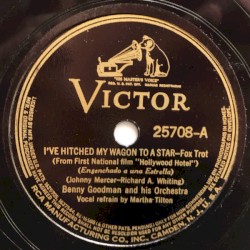 "HIS MASTER'S VOICE"
VICTOR
25708-A
I'VE HITCHED MY WAGON TO A STAR—Fox Trot
(From First National film "Hollywood Hotel")
(Enganchado a una Estrella)
(Johnny Mercer-Richard A. Whiting)
Benny Goodman and his Orchestra
Vocal refrain by Martha Tilton
RCA MANUFACTURING CO., INC. CAMDEN, N. J., U.S.A.